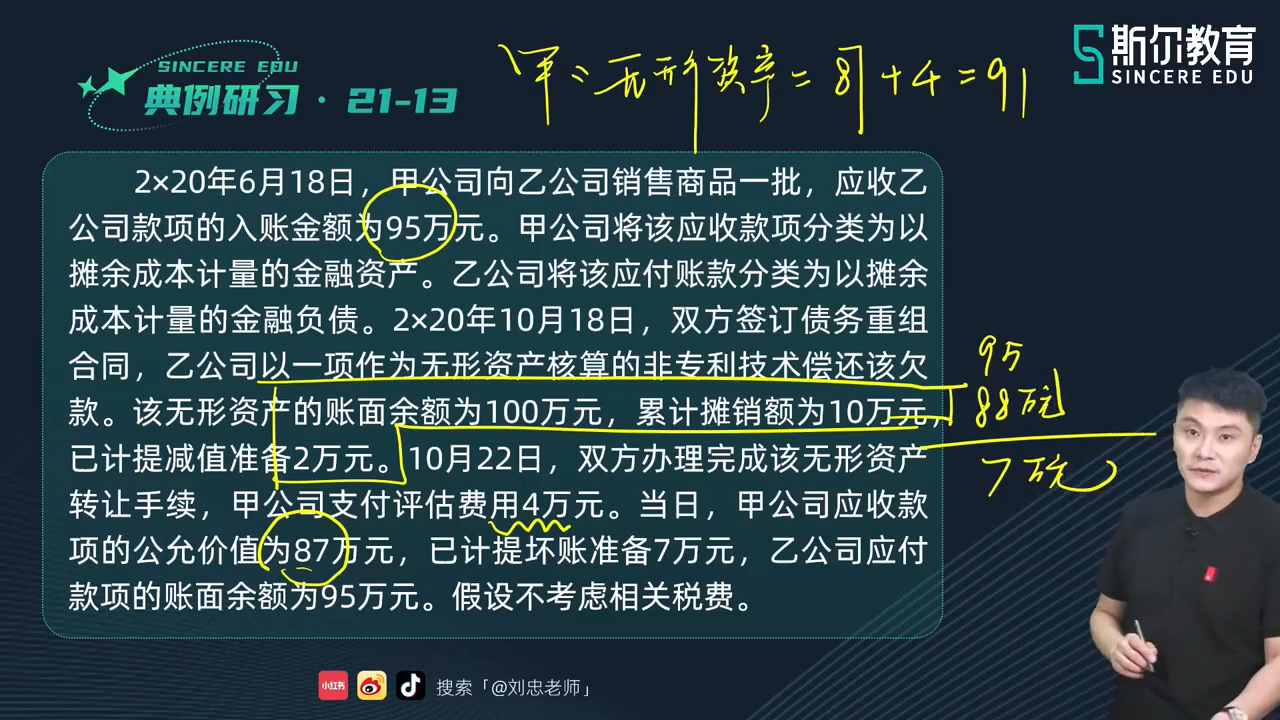 SINCERE EDU
典例研习·21-13
甲：无形资产=87+4=91
斯尔教育
SINCERE EDU
2×20年6月18日，甲公司向乙公司销售商品一批，应收乙
公司款项的入账金额为95万元。甲公司将该应收款项分类为以
摊余成本计量的金融资产。乙公司将该应付账款分类为以摊余
成本计量的金融负债。2×20年10月18日，双方签订债务重组
合同，乙公司以一项作为无形资产核算的非专利技术偿还该欠
款。该无形资产的账面余额为100万元，累计摊销额为10万元，
已计提减值准备2万元。10月22日，双方办理完成该无形资产
转让手续，甲公司支付评估费用4万元。当日，甲公司应收款
项的公允价值为87万元，已计提坏账准备7万元，乙公司应付
款项的账面余额为95万元。假设不考虑相关税费。
95
88万元
7万元
小红书
搜索「@刘忠老师」